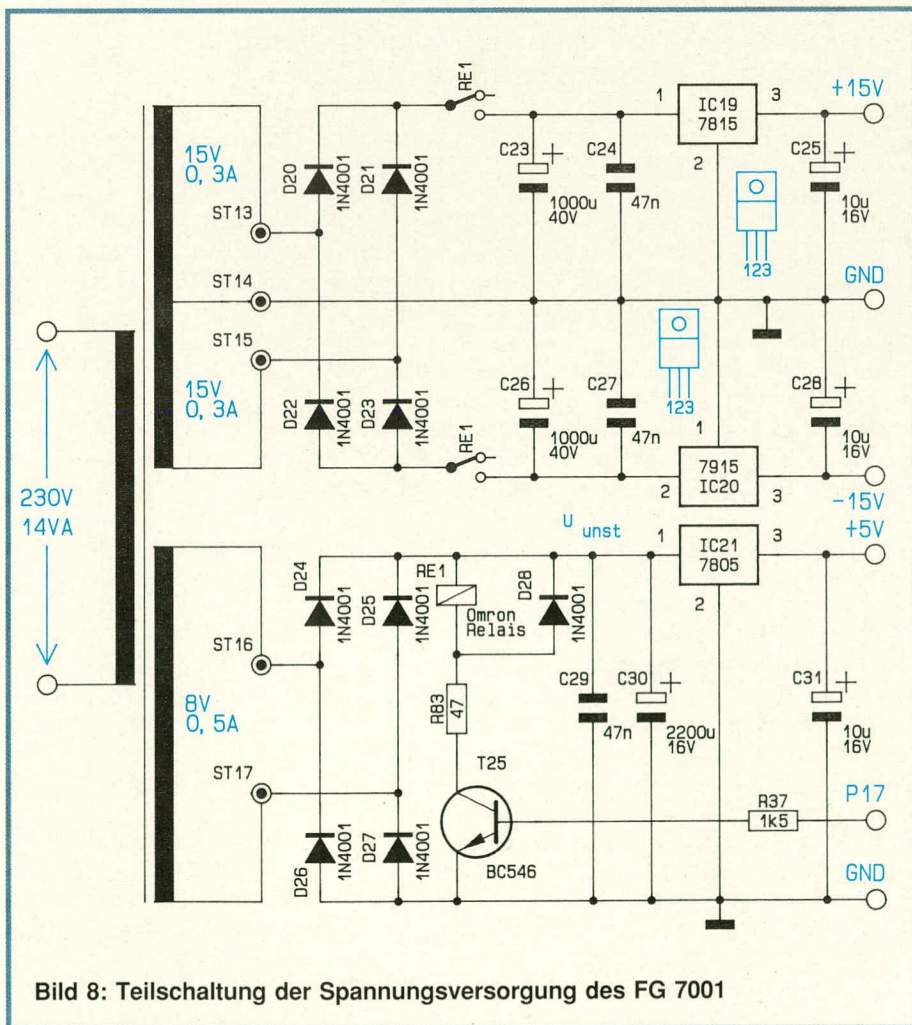 RE1
1
IC19
7815
3
+15V
2
15V
0, 3A
D20
1N4001
D21
1N4001
C23
1000u
40V
C24
47n
C25
10u
16V
123
ST13
ST14
GND
ST15
15V
0, 3A
D22
1N4001
D23
1N4001
C26
1000u
40V
C27
47n
123
C28
10u
16V
1
RE1
2
7915
IC20
3
-15V
230V
14VA
U unst
+5V
1
IC21
7805
3
2
D24
1N4001
D25
1N4001
RE1
Omron
Relais
D28
1N4001
ST16
8V
0, 5A
R83
47
C29
47n
C30
2200u
16V
C31
10u
16V
ST17
T25
P17
R37
1k5
D26
1N4001
D27
1N4001
BC546
GND
Bild 8: Teilschaltung der Spannungsversorgung des FG 7001